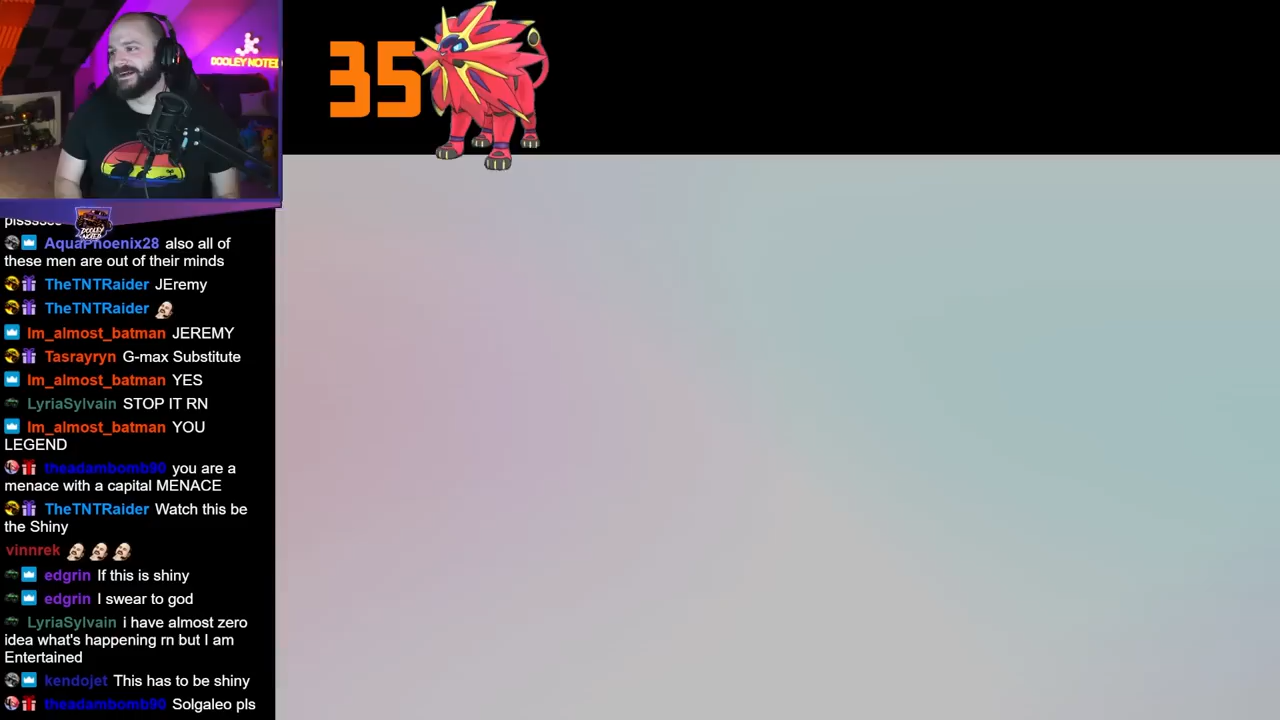 DOOLEY NOTED
35
DOOLEY
NOTED
AquaPhoenix28 also all of
these men are out of their minds
TheTNTRaider JEremy
TheTNTRaider
Im_almost_batman JEREMY
Tasrayryn G-max Substitute
Im_almost_batman YES
LyriaSylvain STOP IT RN
Im_almost_batman YOU
LEGEND
theadambomb90 you are a
menace with a capital MENACE
TheTNTRaider Watch this be
the Shiny
vinnrek
edgrin If this is shiny
edgrin I swear to god
LyriaSylvain i have almost zero
idea what's happening rn but I am
Entertained
kendojet This has to be shiny
theadambomb90 Solgaleo pls